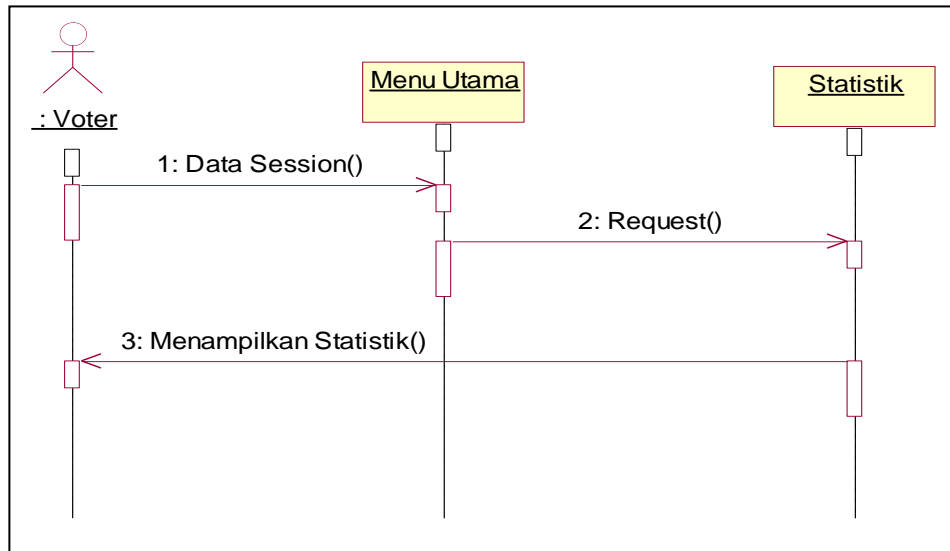 : Voter
Menu Utama
Statistik
1: Data Session()
2: Request()
3: Menampilkan Statistik()